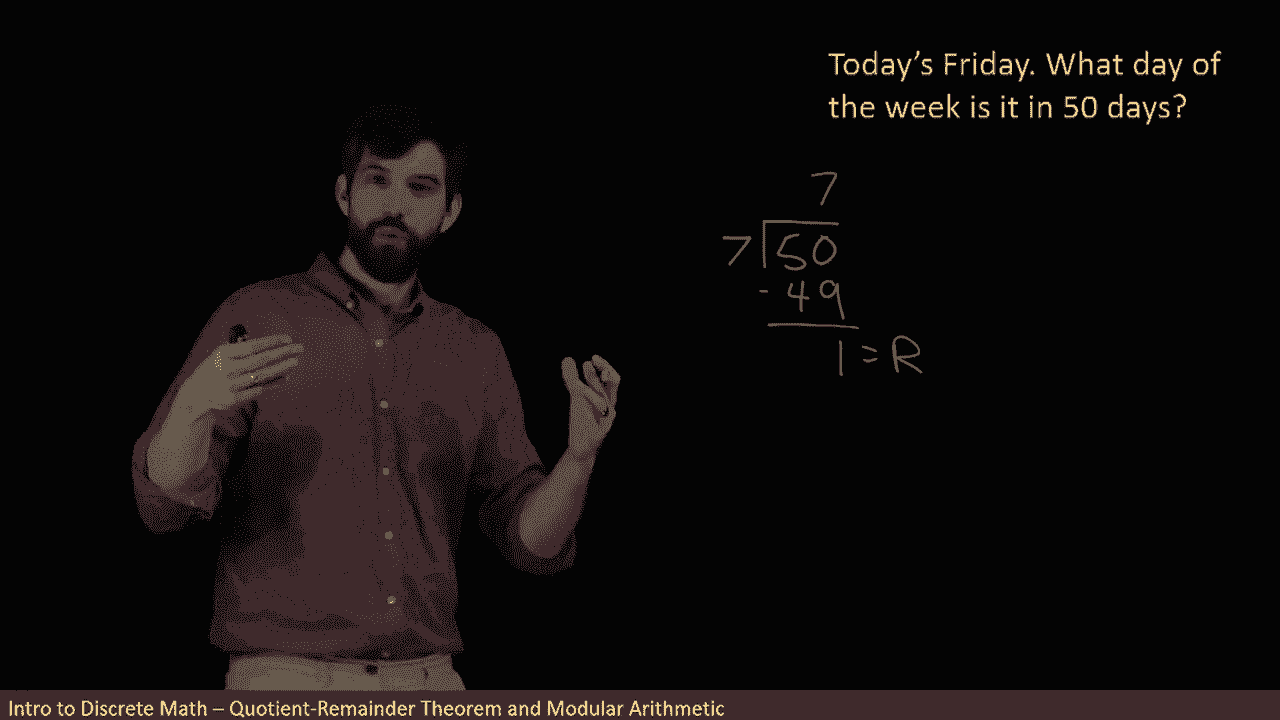 Today's Friday. What day of
the week is it in 50 days?
7
7 50
- 49
1 = R
Intro to Discrete Math – Quotient-Remainder Theorem and Modular Arithmetic